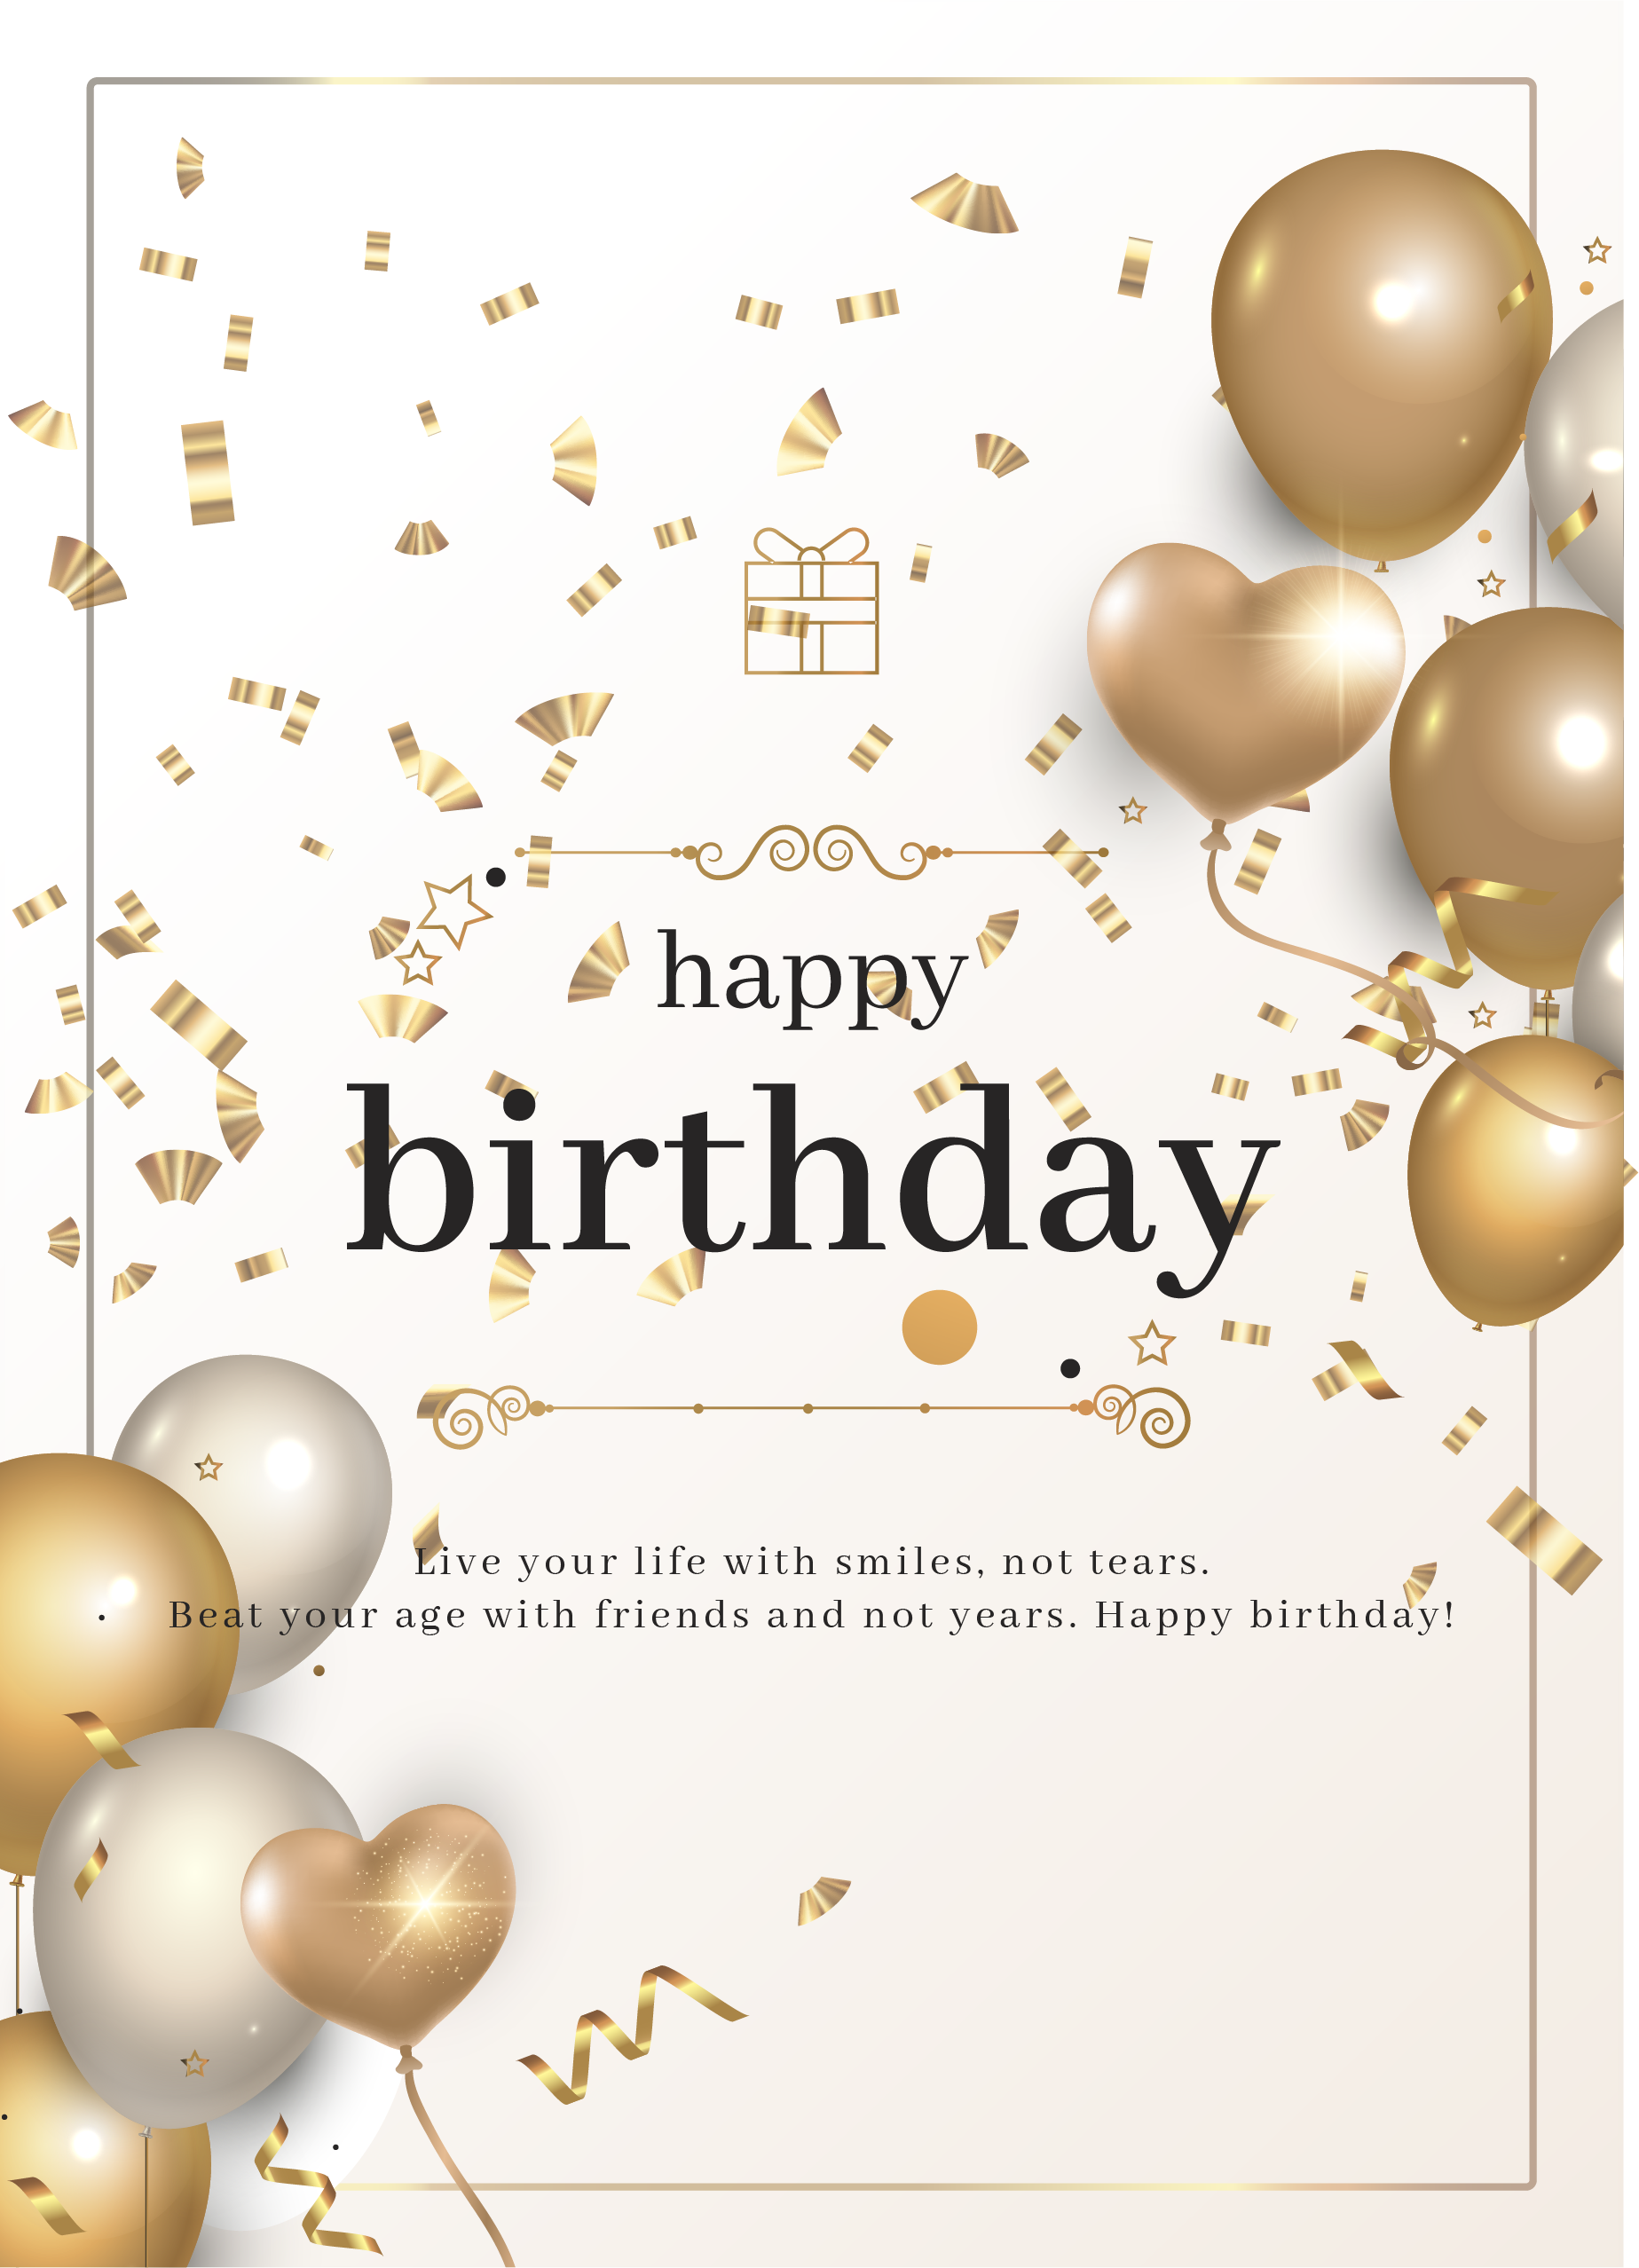 happy
birthday
Live your life with smiles, not tears.
Beat your age with friends and not years. Happy birthday!